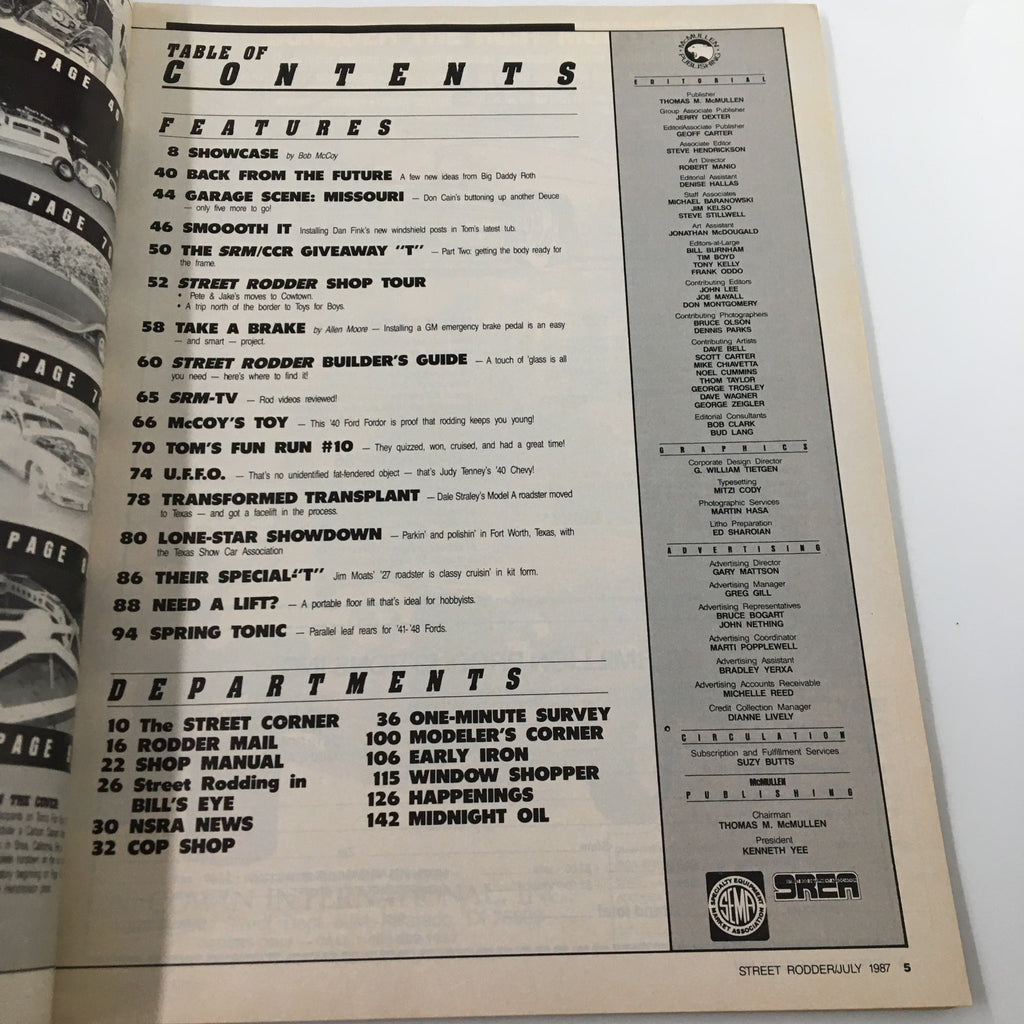 PAGE 4
PAGE 7
PAGE 7
PAGE
PAGE
THE COVER
TABLE OF
CONTENTS
FEATURES
8 SHOWCASE by Bob McCoy
40 BACK FROM THE FUTURE A few new ideas from Big Daddy Roth
44 GARAGE SCENE: MISSOURI — Don Cain's buttoning up another Deuce
— only five more to go!
46 SMOOOTH IT Installing Dan Fink's new windshield posts in Tom's latest tub.
50 THE SRM/CCR GIVEAWAY "T" — Part Two: getting the body ready for
the frame.
52 STREET RODDER SHOP TOUR
• Pete & Jake's moves to Cowtown.
• A trip north of the border to Toys for Boys.
58 TAKE A BRAKE by Allen Moore — Installing a GM emergency brake pedal is an easy
— and smart — project.
60 STREET RODDER BUILDER'S GUIDE — A touch of 'glass is all
you need — here's where to find it!
65 SRM-TV — Rod videos reviewed!
66 McCOY'S TOY — This '40 Ford Fordor is proof that rodding keeps you young!
70 TOM'S FUN RUN #10 — They quizzed, won, cruised, and had a great time!
74 U.F.F.O. — That's no unidentified fat-fendered object — that's Judy Tenney's '40 Chevy!
78 TRANSFORMED TRANSPLANT — Dale Straley's Model A roadster moved
to Texas — and got a facelift in the process.
80 LONE-STAR SHOWDOWN — Parkin' and polishin' in Fort Worth, Texas, with
the Texas Show Car Association
86 THEIR SPECIAL "T" Jim Moats' '27 roadster is classy cruisin' in kit form.
88 NEED A LIFT? — A portable floor lift that's ideal for hobbyists.
94 SPRING TONIC — Parallel leaf rears for '41-'48 Fords.
DEPARTMENTS
10 The STREET CORNER
16 RODDER MAIL
22 SHOP MANUAL
26 Street Rodding in
BILL'S EYE
30 NSRA NEWS
32 COP SHOP
36 ONE-MINUTE SURVEY
100 MODELER'S CORNER
106 EARLY IRON
115 WINDOW SHOPPER
126 HAPPENINGS
142 MIDNIGHT OIL
McMULLEN
PUBLISHING
EDITORIAL
Publisher
THOMAS M. McMULLEN
Group Associate Publisher
JERRY DEXTER
Editor/Associate Publisher
GEOFF CARTER
Associate Editor
STEVE HENDRICKSON
Art Director
ROBERT MANIO
Editorial Assistant
DENISE HALLAS
Staff Associates
MICHAEL BARANOWSKI
JIM KELSO
STEVE STILLWELL
Art Assistant
JONATHAN McDOUGALD
Editors-at-Large
BILL BURNHAM
TIM BOYD
TONY KELLY
FRANK ODDO
Contributing Editors
JOHN LEE
JOE MAYALL
DON MONTGOMERY
Contributing Photographers
BRUCE OLSON
DENNIS PARKS
Contributing Artists
DAVE BELL
SCOTT CARTER
MIKE CHIAVETTA
NOEL CUMMINS
THOM TAYLOR
GEORGE TROSLEY
DAVE WAGNER
GEORGE ZEIGLER
Editorial Consultants
BOB CLARK
BUD LANG
GRAPHICS
Corporate Design Director
G. WILLIAM TIETGEN
Typesetting
MITZI CODY
Photographic Services
MARTIN HASA
Litho Preparation
ED SHAROIAN
ADVERTISING
Advertising Director
GARY MATTSON
Advertising Manager
GREG GILL
Advertising Representatives
BRUCE BOGART
JOHN NETHING
Advertising Coordinator
MARTI POPPLEWELL
Advertising Assistant
BRADLEY YERXA
Advertising Accounts Receivable
MICHELLE REED
Credit Collection Manager
DIANNE LIVELY
CIRCULATION
Subscription and Fulfillment Services
SUZY BUTTS
McMULLEN
PUBLISHING
Chairman
THOMAS M. McMULLEN
President
KENNETH YEE
SPECIALTY EQUIPMENT
SEMA
MARKET ASSOCIATION
STREET RODDER/JULY 1987 5